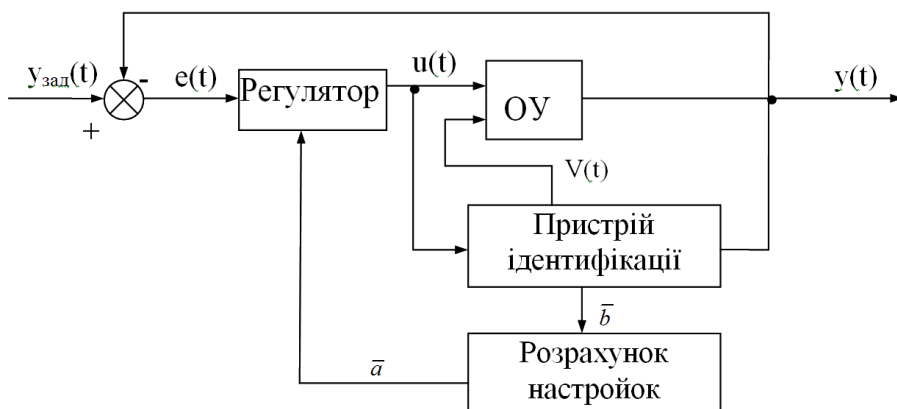 yзад(t)
-
+
e(t)
Регулятор
u(t)
ОУ
y(t)
V(t)
Пристрій
ідентифікації
b̅
Розрахунок
настройок
a̅